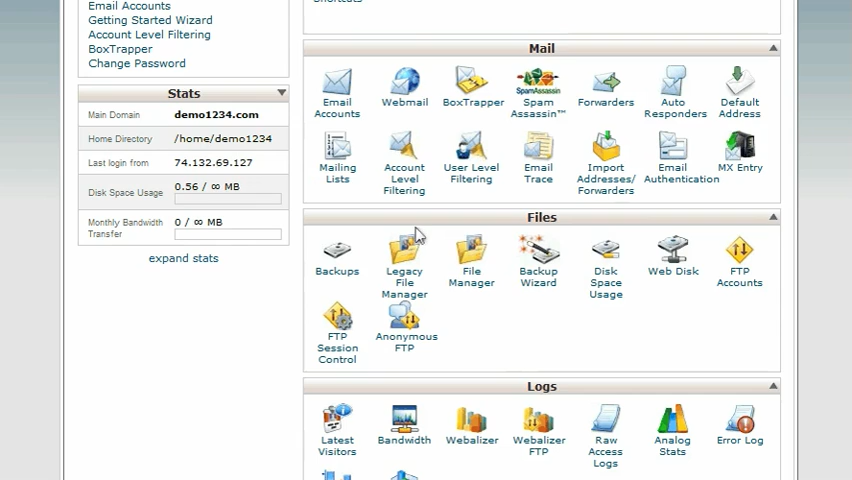 Shortcuts
Email Accounts
Getting Started Wizard
Account Level Filtering
BoxTrapper
Change Password
Stats
Main Domain demo1234.com
Home Directory /home/demo1234
Last login from 74.132.69.127
Disk Space Usage 0.56 / ∞ MB
Monthly Bandwidth Transfer 0 / ∞ MB
expand stats
Mail
Email Accounts
Webmail
BoxTrapper
SpamAssassin
Spam Assassin™
Forwarders
Auto Responders
Default Address
Mailing Lists
Account Level Filtering
User Level Filtering
Email Trace
Import Addresses/ Forwarders
Email Authentication
MX Entry
Files
Backups
Legacy File Manager
File Manager
Backup Wizard
Disk Space Usage
Web Disk
FTP Accounts
FTP Session Control
Anonymous FTP
Logs
Latest Visitors
Bandwidth
Webalizer
Webalizer FTP
Raw Access Logs
Analog Stats
Error Log